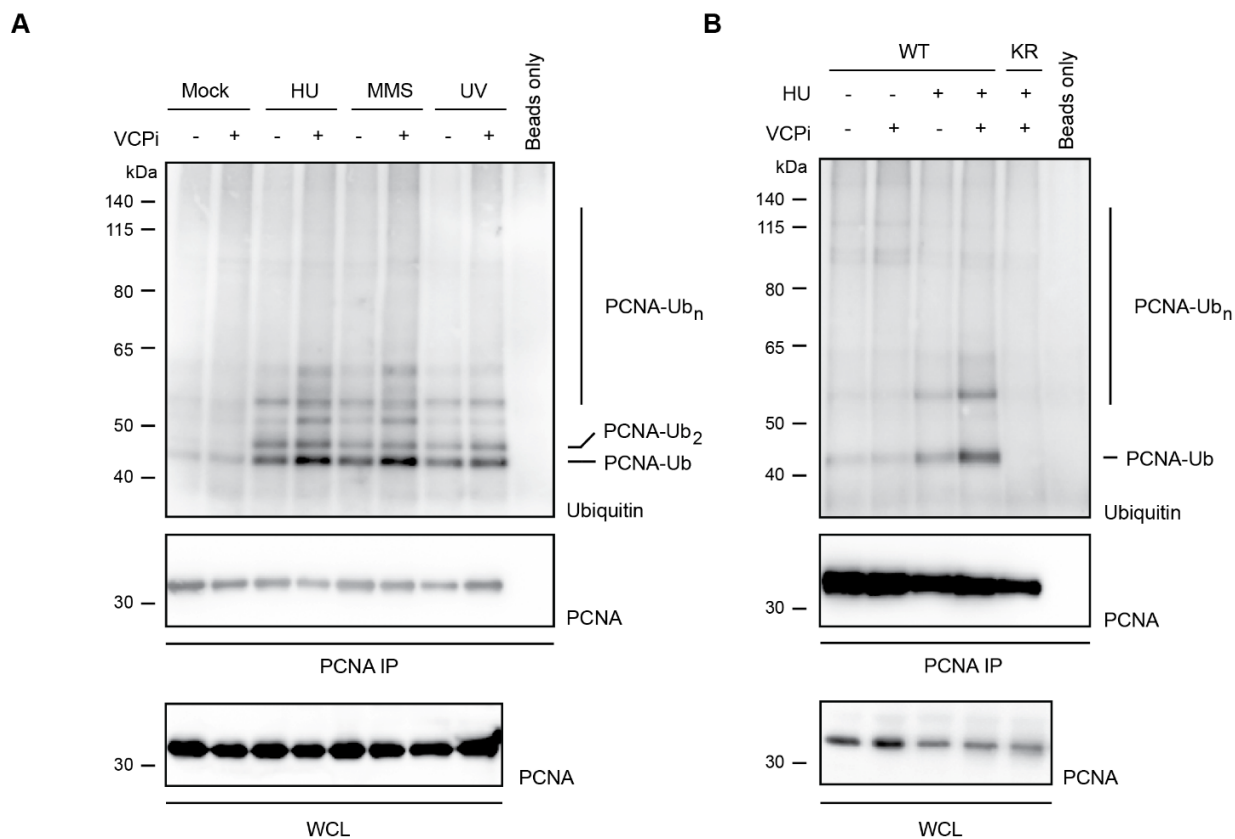 A
Mock HU MMS UV Beads only
VCPi - + - + - + - +
kDa
140
115
80
65
50
40
PCNA-Ubn
PCNA-Ub2
PCNA-Ub
Ubiquitin
30
PCNA
PCNA IP
30
PCNA
WCL
B
WT KR Beads only
HU - - + + +
VCPi - + - + +
kDa
140
115
80
65
50
40
PCNA-Ubn
PCNA-Ub
Ubiquitin
30
PCNA
PCNA IP
30
PCNA
WCL